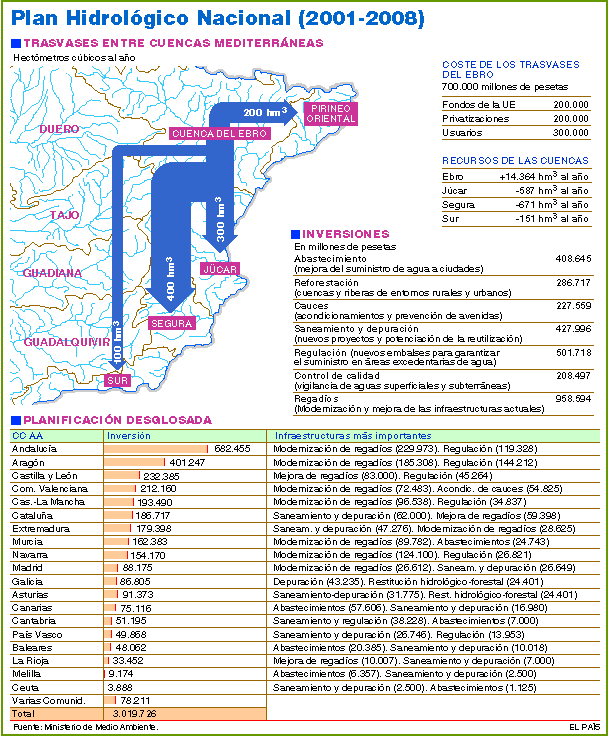 Plan Hidrológico Nacional (2001-2008)
TRASVASES ENTRE CUENCAS MEDITERRÁNEAS
Hectómetros cúbicos al año
DUERO
TAJO
GUADIANA
GUADALQUIVIR
CUENCA DEL EBRO
200 hm3
PIRINEO
ORIENTAL
300 hm3
JÚCAR
400 hm3
SEGURA
100 hm3
SUR
COSTE DE LOS TRASVASES
DEL EBRO
700.000 millones de pesetas
Fondos de la UE 200.000
Privatizaciones 200.000
Usuarios 300.000
RECURSOS DE LAS CUENCAS
Ebro +14.364 hm3 al año
Júcar -587 hm3 al año
Segura -671 hm3 al año
Sur -151 hm3 al año
INVERSIONES
En millones de pesetas
Abastecimiento 408.645
(mejora del suministro de agua a ciudades)
Reforestación 286.717
(cuencas y riberas de entornos rurales y urbanos)
Cauces 227.559
(acondicionamientos y prevención de avenidas)
Saneamiento y depuración 427.996
(nuevos proyectos y potenciación de la reutilización)
Regulación (nuevos embalses para garantizar 501.718
el suministro en áreas excedentarias de agua)
Control de calidad 208.497
(vigilancia de aguas superficiales y subterráneas)
Regadíos 958.594
(Modernización y mejora de las infraestructuras actuales)
PLANIFICACIÓN DESGLOSADA
CC AA Inversión Infraestructuras más importantes
Andalucía 682.455 Modernización de regadíos (229.973). Regulación (119.328)
Aragón 401.247 Modernización de regadíos (185.308). Regulación (144.212)
Castilla y León 232.385 Mejora de regadíos (83.000). Regulación (45.264)
Com. Valenciana 212.160 Modernización de regadíos (72.483). Acondic. de cauces (54.825)
Cas.-La Mancha 193.490 Modernización de regadíos (96.538). Regulación (34.837)
Cataluña 186.717 Saneamiento y depuración (62.000). Mejora de regadíos (59.398)
Extremadura 179.398 Saneam. y depuración (47.276). Modernización de regadíos (28.625)
Murcia 162.383 Modernización de regadíos (89.782). Abastecimientos (24.743)
Navarra 154.170 Modernización de regadíos (124.100). Regulación (26.821)
Madrid 88.175 Modernización de regadíos (26.612). Saneam. y depuración (26.649)
Galicia 86.805 Depuración (43.235). Restitución hidrológico-forestal (24.401)
Asturias 91.373 Saneamiento-depuración (31.775). Rest. hidrológico-forestal (24.401)
Canarias 75.116 Abastecimientos (57.606). Saneamiento y depuración (16.980)
Cantabria 51.195 Saneamiento y regulación (38.228). Abastecimientos (7.000)
País Vasco 49.868 Saneamiento y depuración (26.746). Regulación (13.953)
Baleares 48.062 Abastecimientos (20.385). Saneamiento y depuración (10.018)
La Rioja 33.452 Mejora de regadíos (10.007). Saneamiento y depuración (7.000)
Melilla 9.174 Abastecimientos (5.357). Saneamiento y depuración (2.500)
Ceuta 3.888 Saneamiento y depuración (2.500). Abastecimientos (1.125)
Varias Comunid. 78.211
Total 3.019.726
Fuente: Ministerio de Medio Ambiente. EL PAÍS